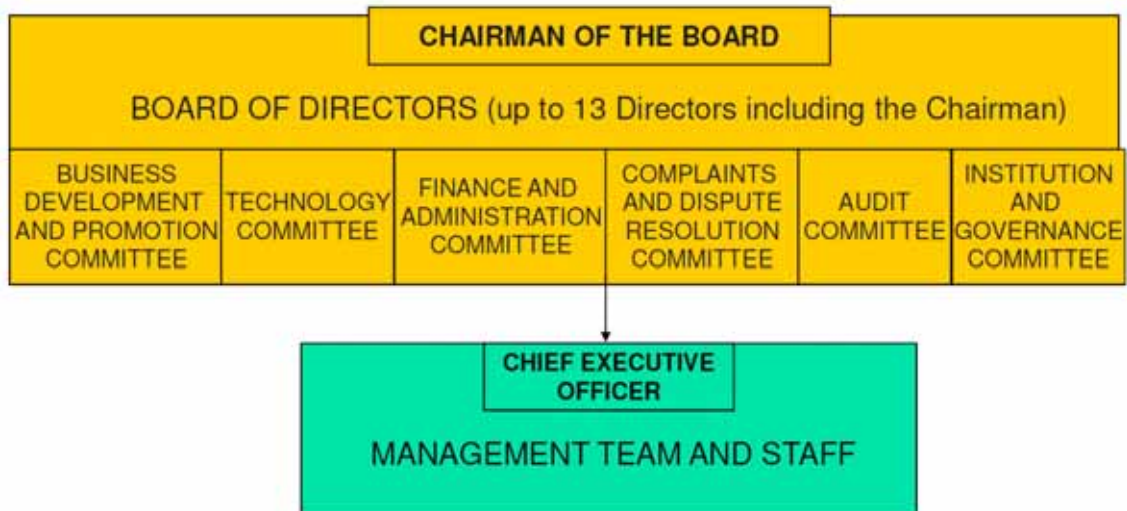 CHAIRMAN OF THE BOARD
BOARD OF DIRECTORS (up to 13 Directors including the Chairman)
BUSINESS
DEVELOPMENT
AND PROMOTION
COMMITTEE
TECHNOLOGY
COMMITTEE
FINANCE AND
ADMINISTRATION
COMMITTEE
COMPLAINTS
AND DISPUTE
RESOLUTION
COMMITTEE
AUDIT
COMMITTEE
INSTITUTION
AND
GOVERNANCE
COMMITTEE
CHIEF EXECUTIVE
OFFICER
MANAGEMENT TEAM AND STAFF